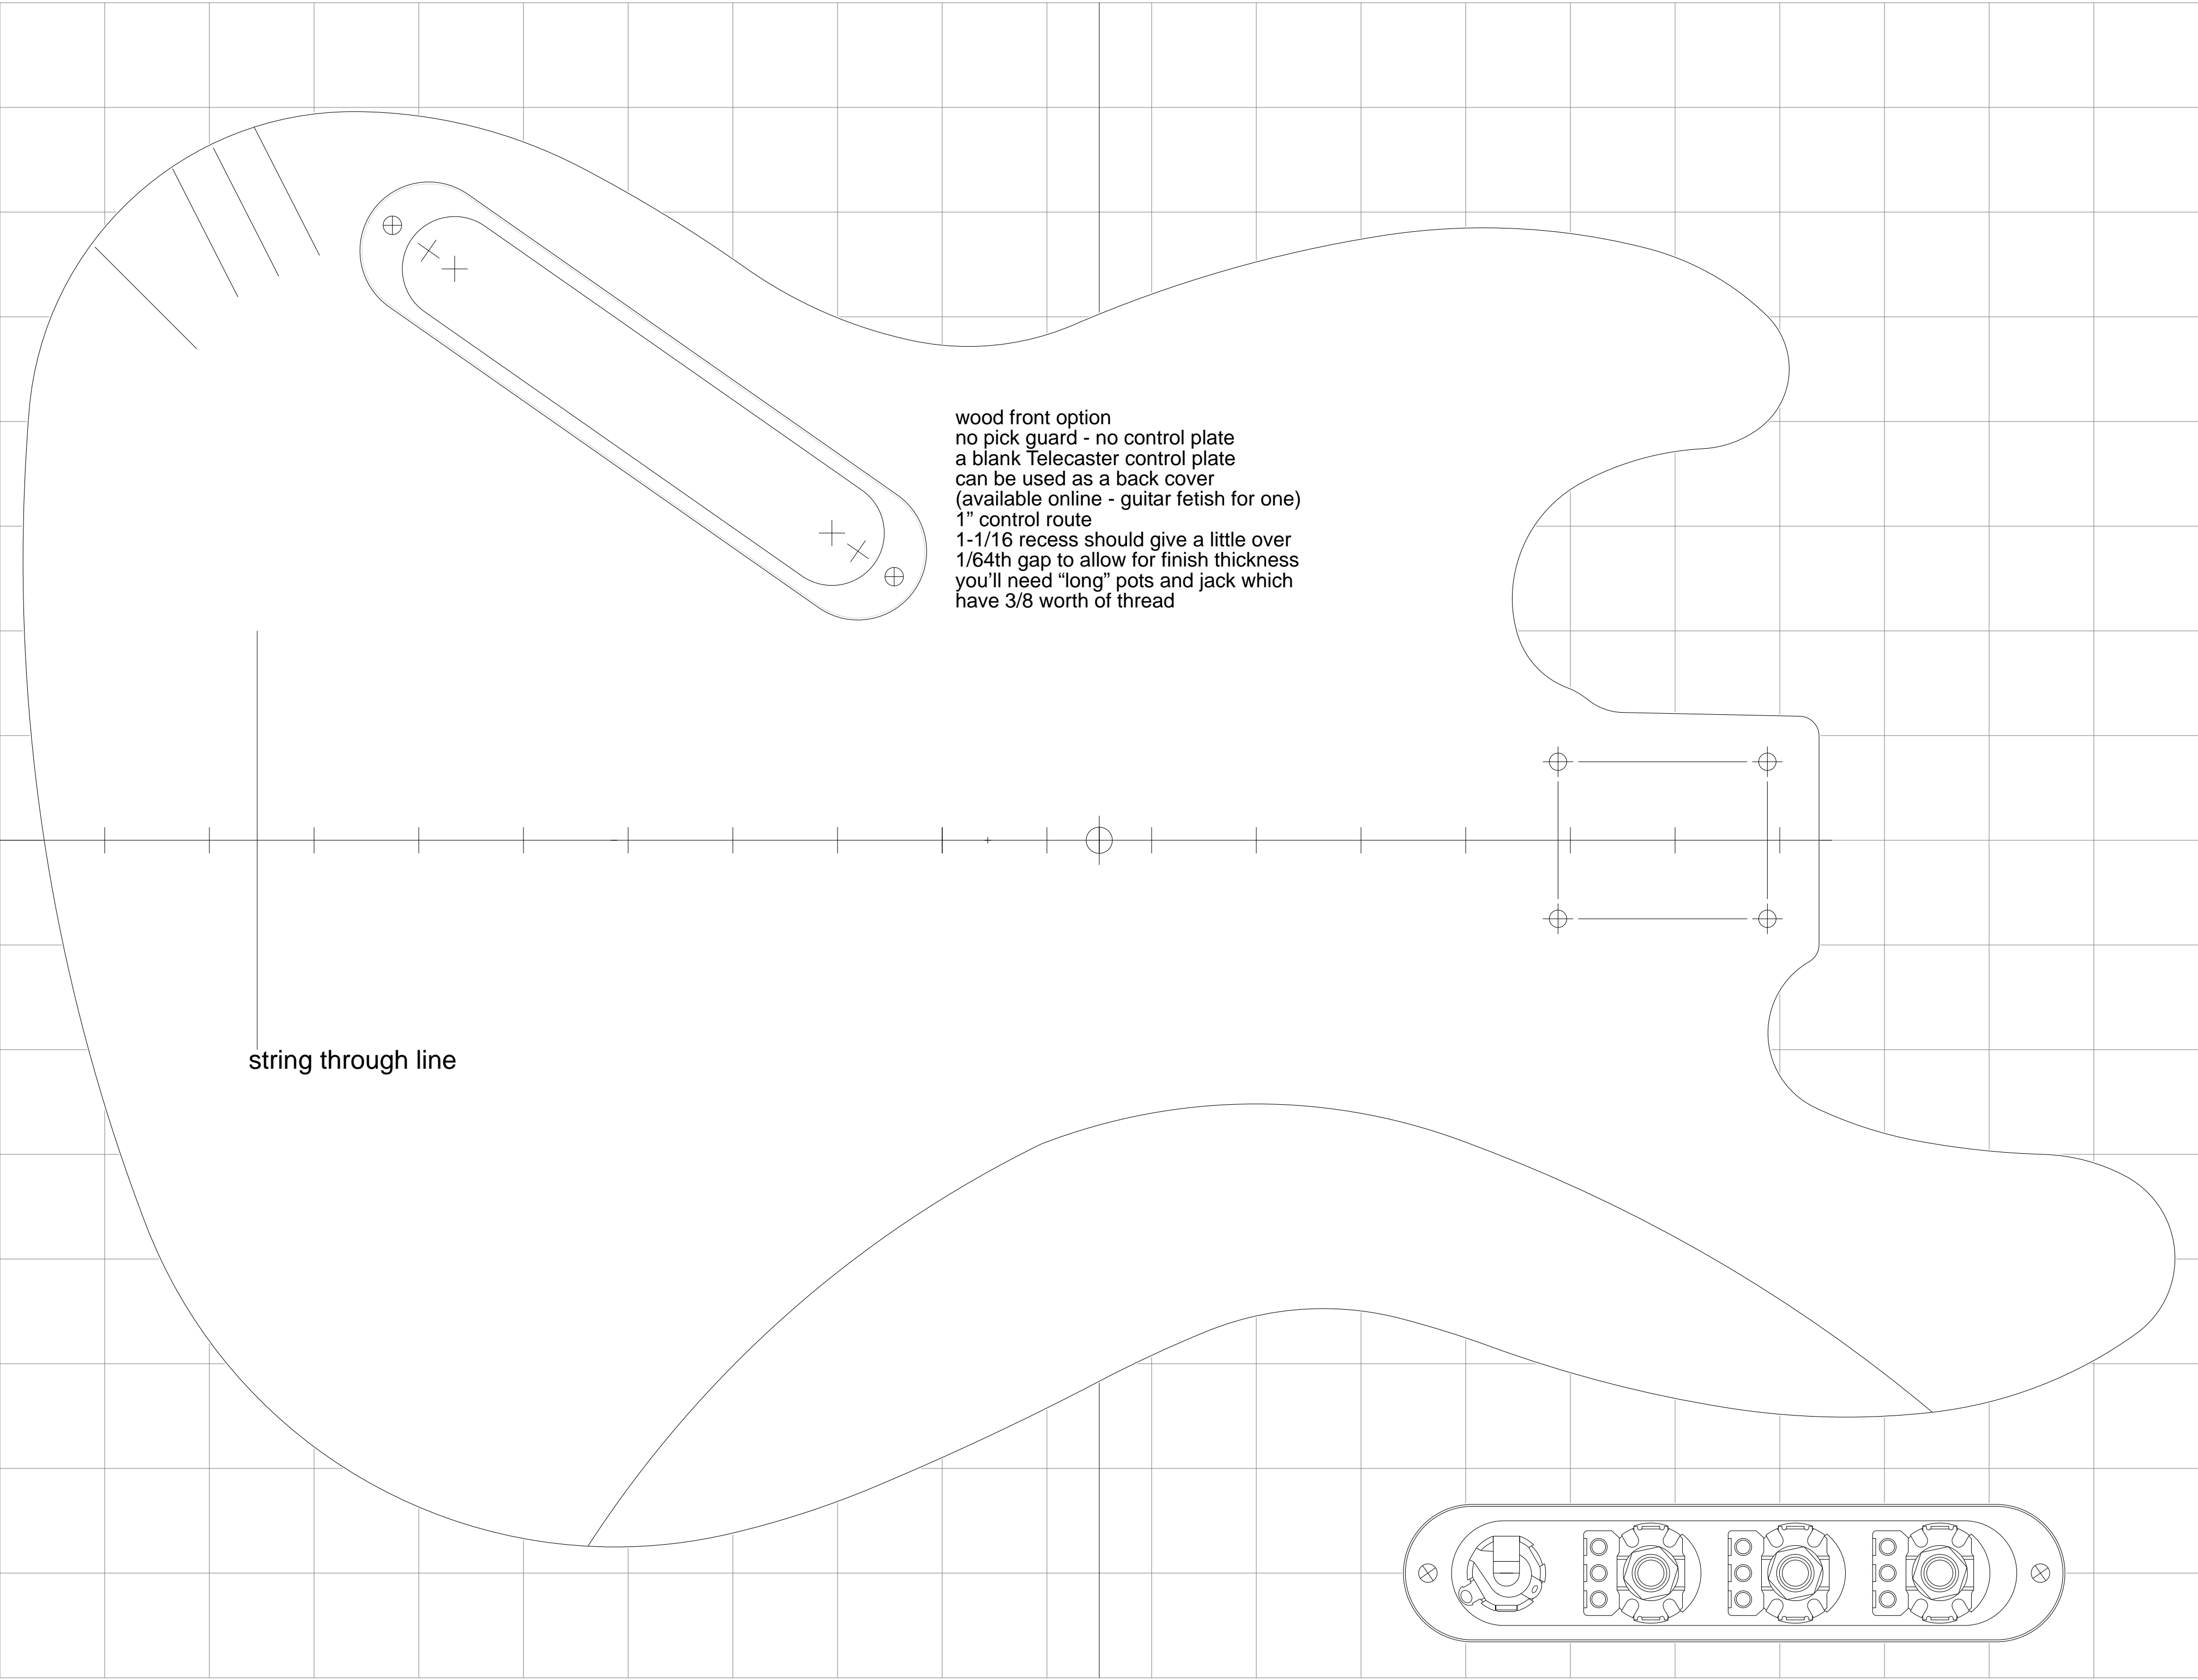 wood front option
no pick guard - no control plate
a blank Telecaster control plate
can be used as a back cover
(available online - guitar fetish for one)
1” control route
1-1/16 recess should give a little over
1/64th gap to allow for finish thickness
you’ll need “long” pots and jack which
have 3/8 worth of thread
string through line